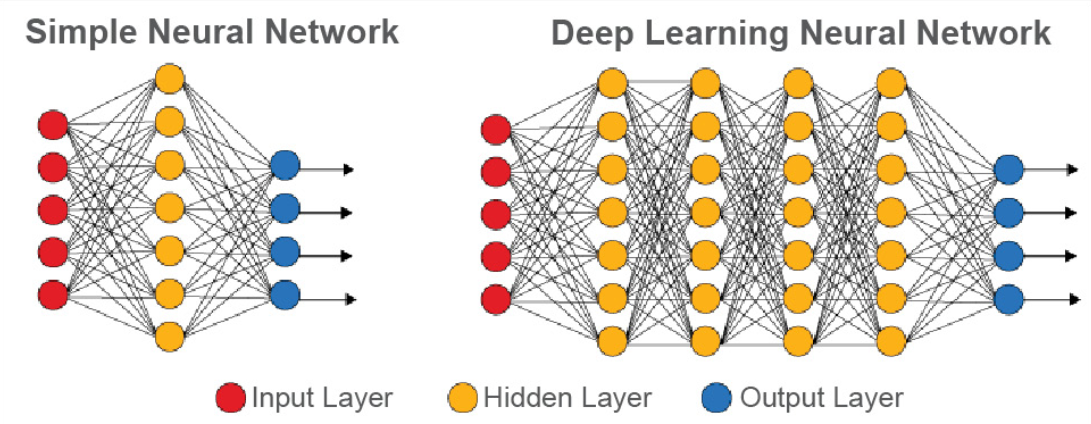 Simple Neural Network
Deep Learning Neural Network
Input Layer
Hidden Layer
Output Layer